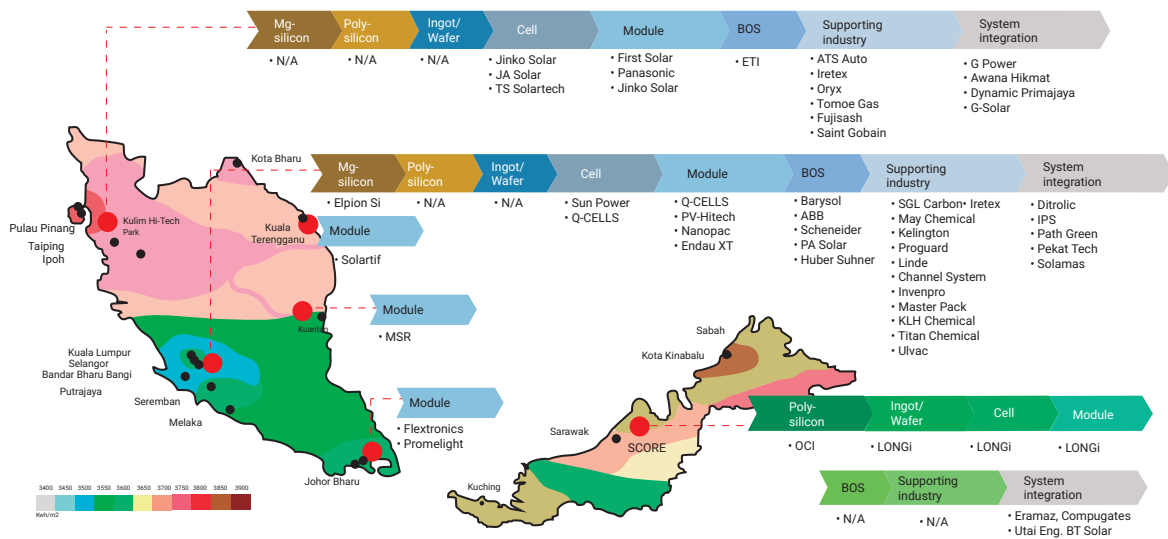 Mg-
silicon
Poly-
silicon
Ingot/
Wafer
Cell
Module
BOS
Supporting
industry
System
integration
• N/A
• N/A
• N/A
• Jinko Solar
• JA Solar
• TS Solartech
• First Solar
• Panasonic
• Jinko Solar
• ETI
• ATS Auto
• Iretex
• Oryx
• Tomoe Gas
• Fujisash
• Saint Gobain
• G Power
• Awana Hikmat
• Dynamic Primajaya
• G-Solar
Mg-
silicon
Poly-
silicon
Ingot/
Wafer
Cell
Module
BOS
Supporting
industry
System
integration
• Elpion Si
• N/A
• N/A
• Sun Power
• Q-CELLS
• Q-CELLS
• PV-Hitech
• Nanopac
• Endau XT
• Barysol
• ABB
• Scheneider
• PA Solar
• Huber Suhner
• SGL Carbon• Iretex
• May Chemical
• Kelington
• Proguard
• Linde
• Channel System
• Invenpro
• Master Pack
• KLH Chemical
• Titan Chemical
• Ulvac
• Ditrolic
• IPS
• Path Green
• Pekat Tech
• Solamas
Kota Bharu
Pulau Pinang
Taiping
Ipoh
Kulim Hi-Tech
Park
Kuala
Terengganu
Module
• Solartif
Kuantan
Module
• MSR
Kuala Lumpur
Selangor
Bandar Bharu Bangi
Putrajaya
Seremban
Melaka
Module
• Flextronics
• Promelight
Johor Bharu
Sabah
Kota Kinabalu
Sarawak
SCORE
Kuching
Poly-
silicon
Ingot/
Wafer
Cell
Module
• OCI
• LONGi
• LONGi
• LONGi
BOS
Supporting
industry
System
integration
• N/A
• N/A
• Eramaz, Compugates
• Utai Eng. BT Solar
3400 3450 3550 3600 3650 3700 3750 3800 3850 3900
Kwh/m2